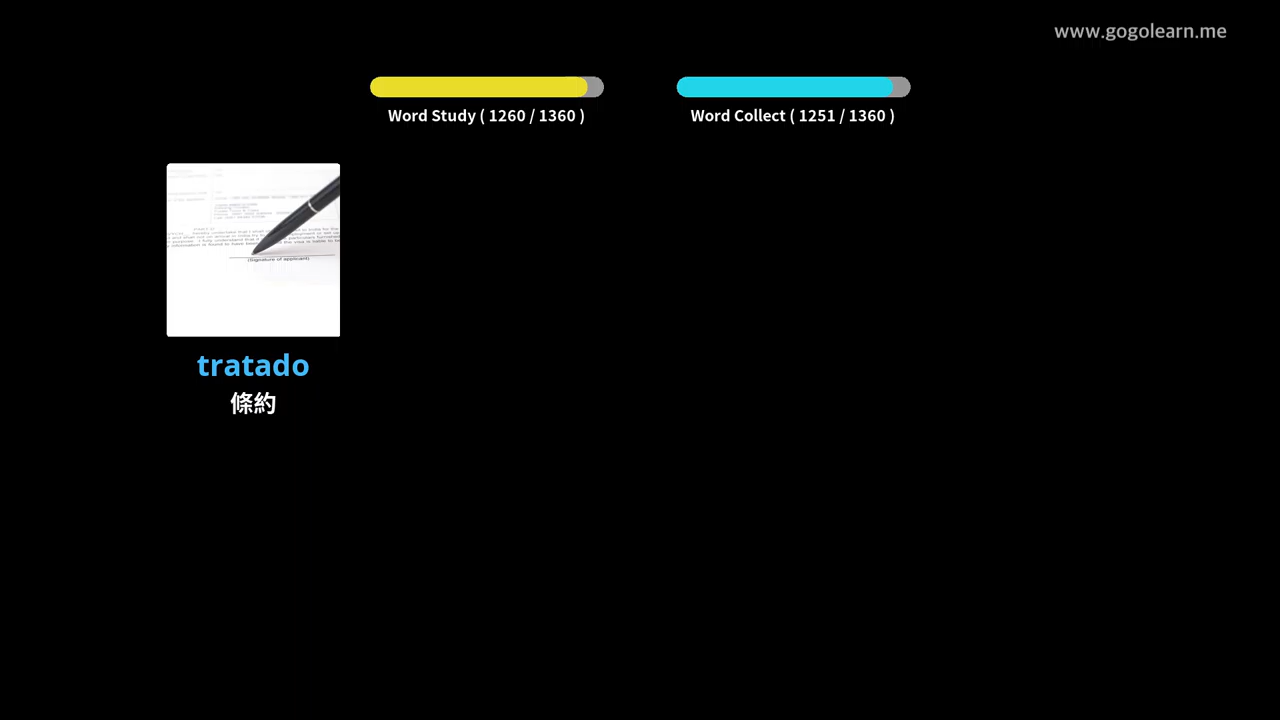 www.gogolearn.me
Word Study ( 1260 / 1360 )
Word Collect ( 1251 / 1360 )
(Signature of applicant)
tratado
條約